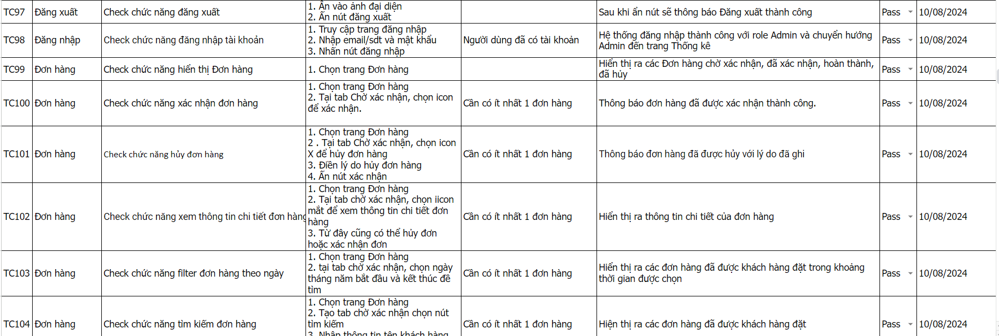 TC97 Đăng xuất Check chức năng đăng xuất
1. Ấn vào ảnh đại diện
2. Ấn nút đăng xuất
Sau khi ẩn nút sẽ thông báo Đăng xuất thành công
Pass 10/08/2024
TC98 Đăng nhập Check chức năng đăng nhập tài khoản
1. Truy cập trang đăng nhập
2. Nhập email/sdt và mật khẩu
3. Nhấn nút đăng nhập
Người dùng đã có tài khoản
Hệ thống đăng nhập thành công với role Admin và chuyển hướng
Admin đến trang Thống kê
Pass 10/08/2024
TC99 Đơn hàng Check chức năng hiển thị Đơn hàng
1. Chọn trang Đơn hàng
Hiển thị ra các Đơn hàng chờ xác nhận, đã xác nhận, hoàn thành,
đã hủy
Pass 10/08/2024
TC100 Đơn hàng Check chức năng xác nhận đơn hàng
1. Chọn trang Đơn hàng
2. Tại tab Chờ xác nhận, chọn icon
để xác nhận.
Cần có ít nhất 1 đơn hàng
Thông báo đơn hàng đã được xác nhận thành công.
Pass 10/08/2024
TC101 Đơn hàng Check chức năng hủy đơn hàng
1. Chọn trang Đơn hàng
2 . Tại tab Chờ xác nhận, chọn icon
X để hủy đơn hàng
3. Điền lý do hủy đơn hàng
4. Ấn nút xác nhận
Cần có ít nhất 1 đơn hàng
Thông báo đơn hàng đã được hủy với lý do đã ghi
Pass 10/08/2024
TC102 Đơn hàng Check chức năng xem thông tin chi tiết đơn hàng
1. Chọn trang Đơn hàng
2. Tại tab chờ xác nhận, chọn iicon
mắt để xem thông tin chi tiết đơn
hàng
3. Từ đây cũng có thể hủy đơn
hoặc xác nhận đơn
Cần có ít nhất 1 đơn hàng
Hiển thị ra thông tin chi tiết của đơn hàng
Pass 10/08/2024
TC103 Đơn hàng Check chức năng filter đơn hàng theo ngày
1. Chọn trang Đơn hàng
2. tại tab chờ xác nhận, chọn ngày
tháng năm bắt đầu và kết thúc đề
tìm
Cần có ít nhất 1 đơn hàng
Hiển thị ra các đơn hàng đã được khách hàng đặt trong khoảng
thời gian được chọn
Pass 10/08/2024
TC104 Đơn hàng Check chức năng tìm kiếm đơn hàng
1. Chọn trang Đơn hàng
2. Tạo tab chờ xác nhận chọn nút
tìm kiếm
3. Nhập thông tin tên khách hàng
Cần có ít nhất 1 đơn hàng
Hiện thị ra các đơn hàng đã được khách hàng đặt
Pass 10/08/2024